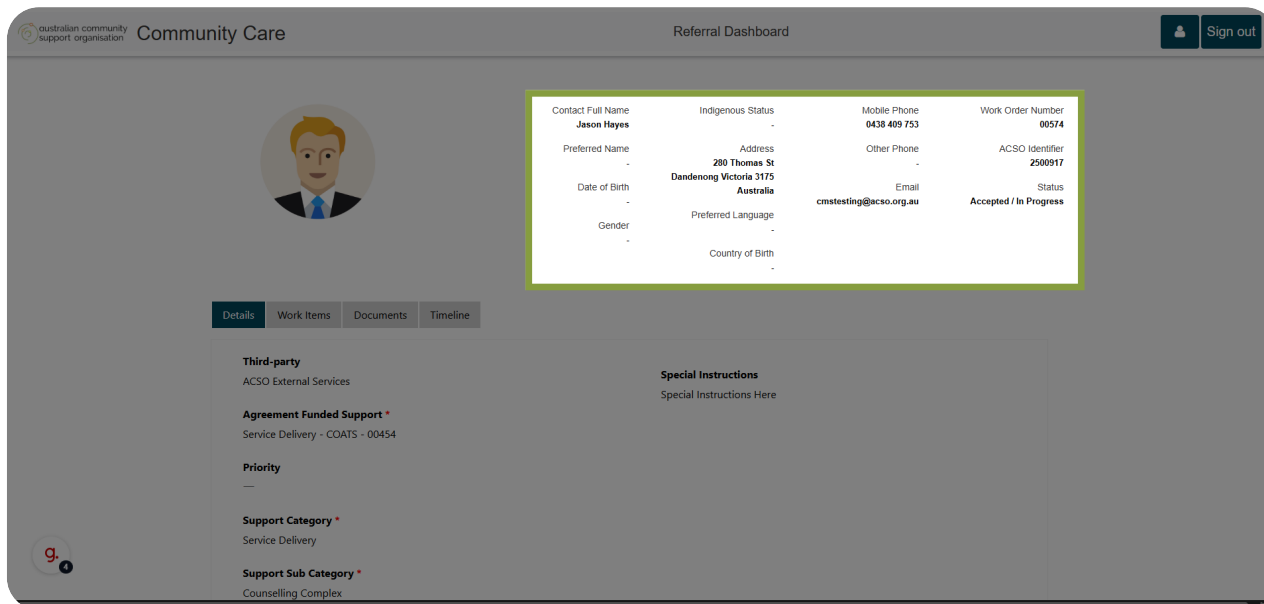 australian community
support organisation
Community Care
Referral Dashboard
Sign out
Contact Full Name
Jason Hayes
Preferred Name
-
Date of Birth
-
Gender
-
Indigenous Status
-
Address
280 Thomas St
Dandenong Victoria 3175
Australia
Preferred Language
-
Country of Birth
-
Mobile Phone
0438 409 753
Other Phone
-
Email
cmstesting@acso.org.au
Work Order Number
00574
ACSO Identifier
2500917
Status
Accepted / In Progress
Details Work Items Documents Timeline
Third-party
ACSO External Services
Agreement Funded Support *
Service Delivery - COATS - 00454
Priority
—
Support Category *
Service Delivery
Support Sub Category *
Counselling Complex
Special Instructions
Special Instructions Here
g.
4